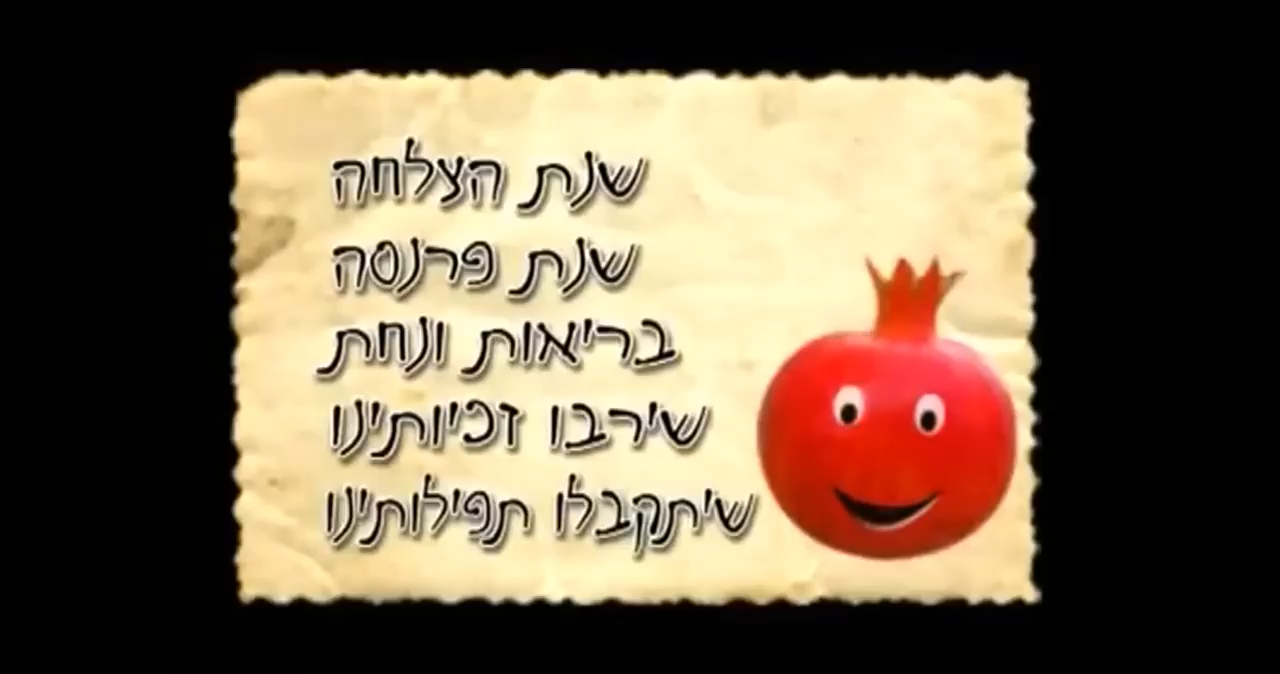 שנת הצלחה
שנת פרנסה
בריאות ונחת
שירבו זכיותינו
שיתקבלו תפילותינו